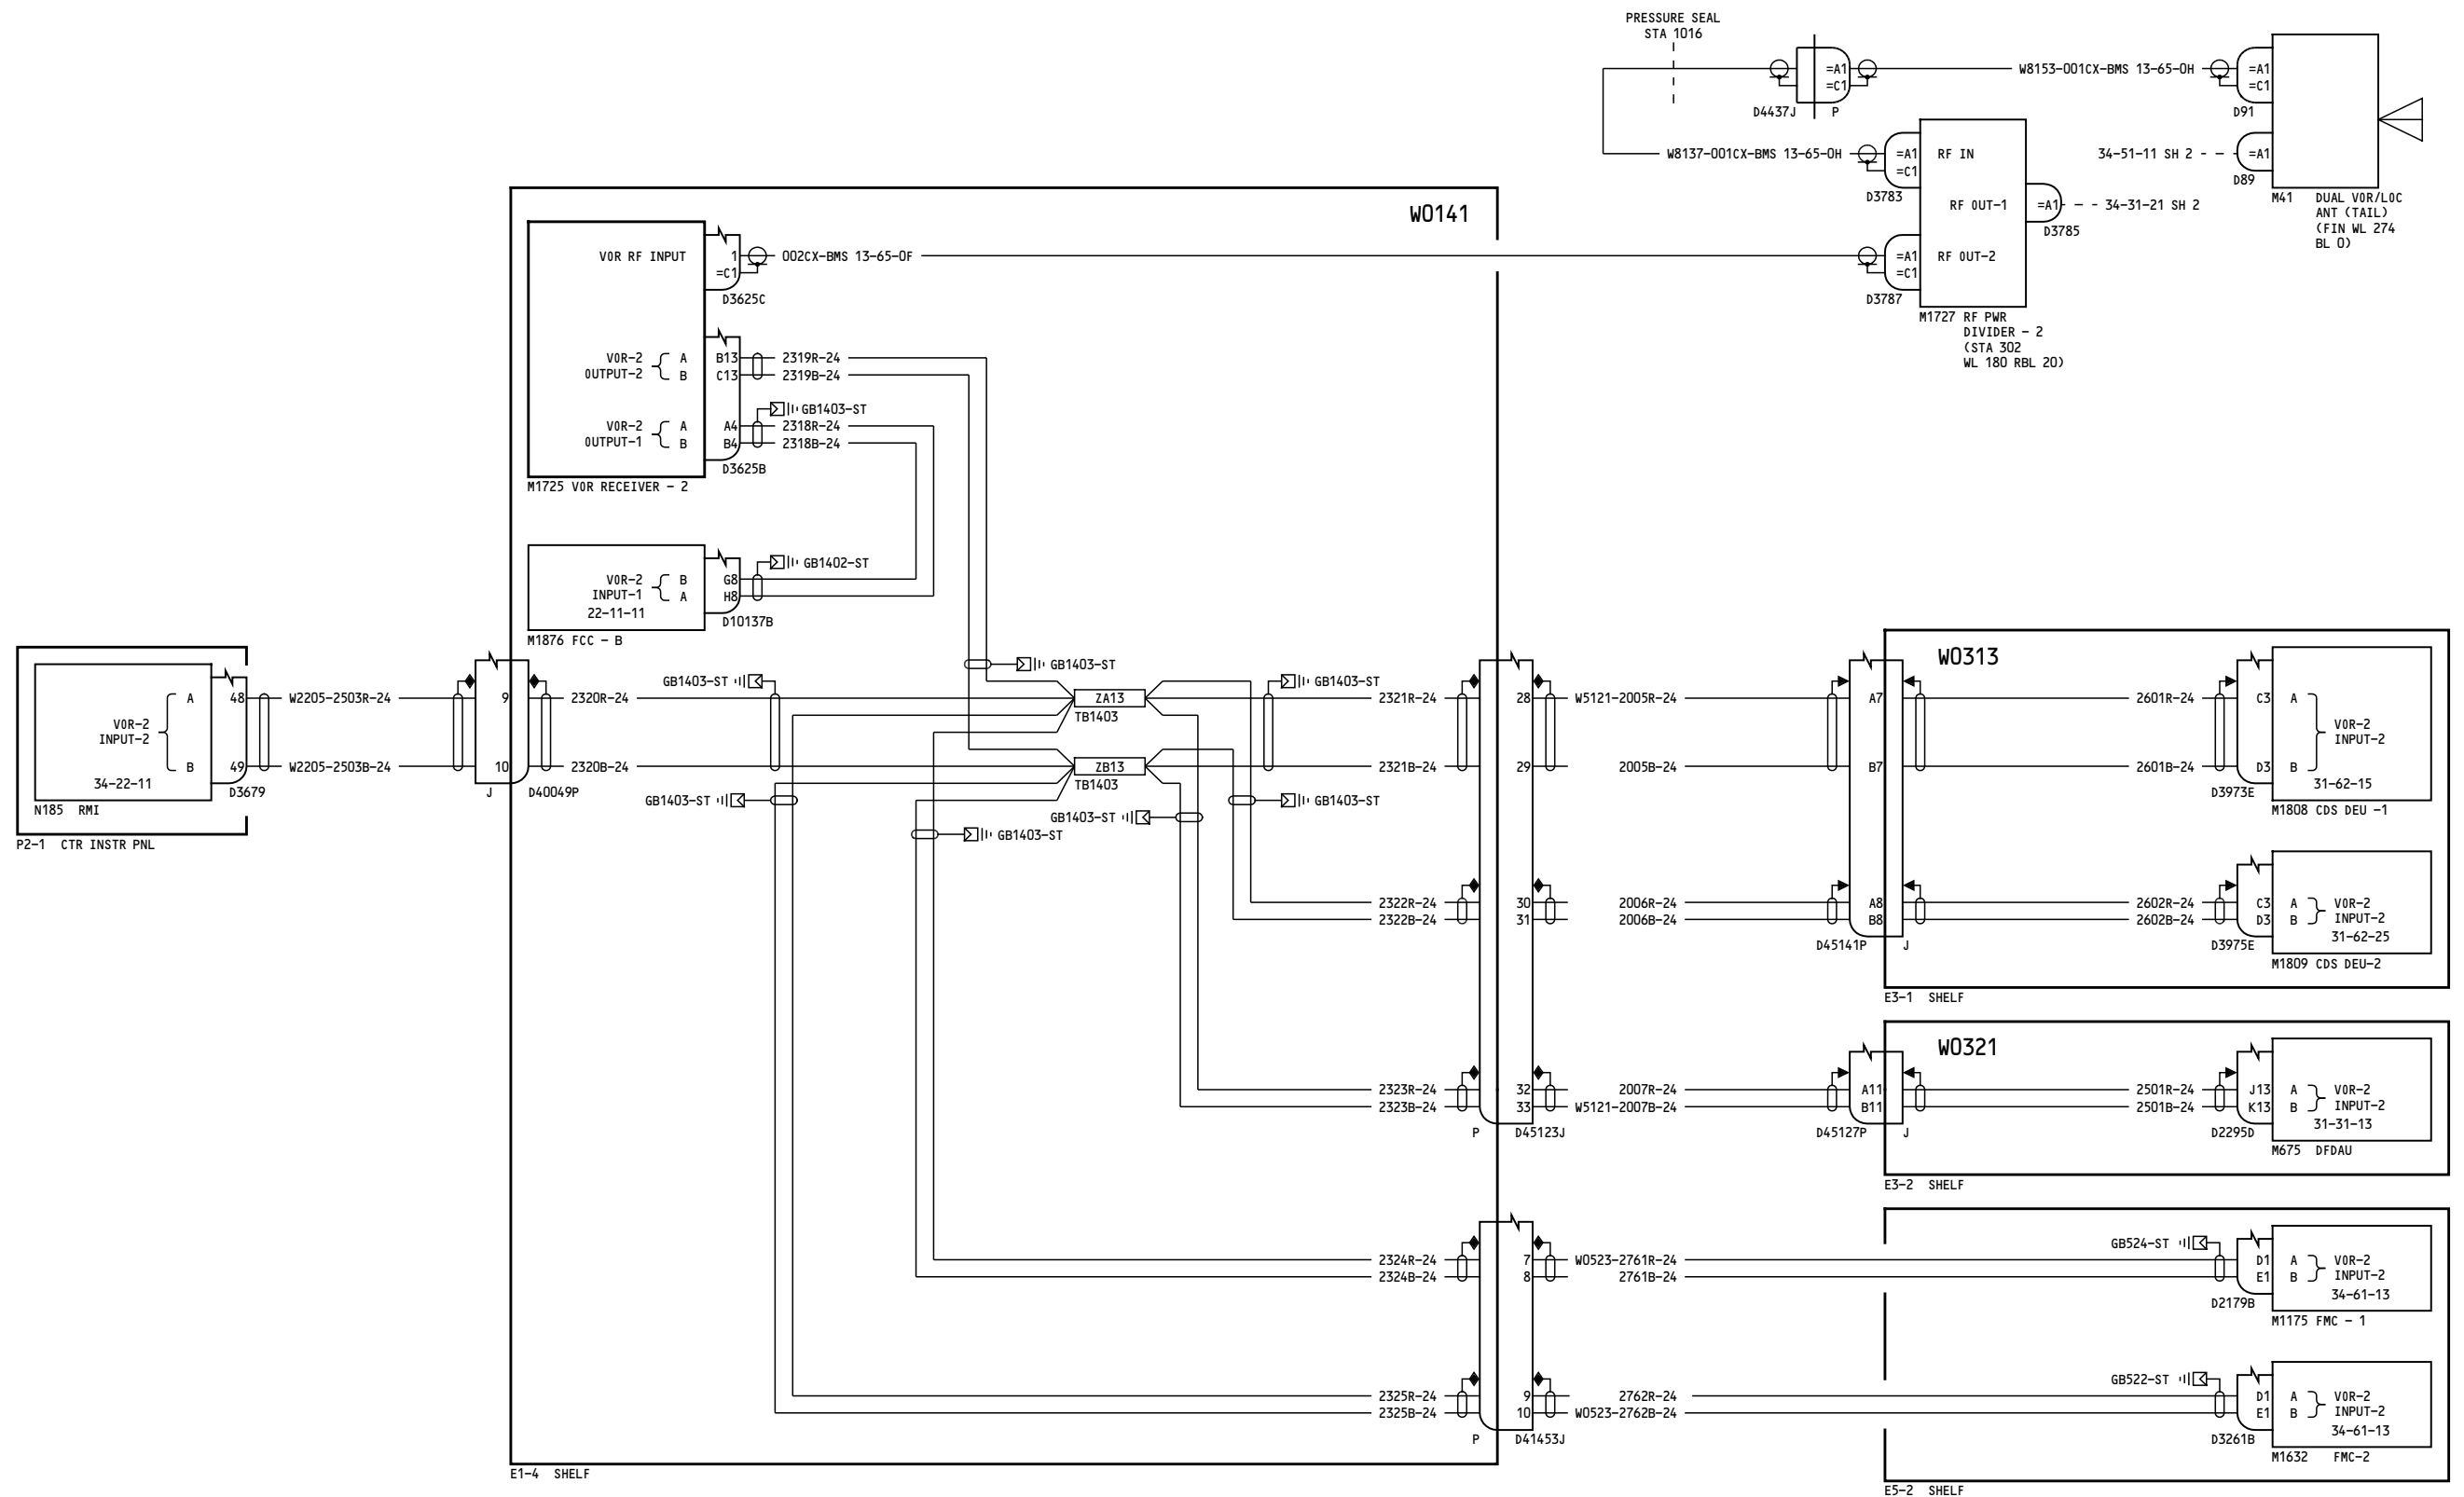 PRESSURE SEAL
STA 1016
=A1
=C1
D4437J
P
W8153-001CX-BMS 13-65-OH
=A1
=C1
D91
34-51-11 SH 2
=A1
D89
M41
DUAL VOR/LOC
ANT (TAIL)
(FIN WL 274
BL 0)
W8137-001CX-BMS 13-65-OH
=A1
=C1
D3783
RF IN
RF OUT-1
=A1
34-31-21 SH 2
D3785
RF OUT-2
=A1
=C1
D3787
M1727 RF PWR
DIVIDER - 2
(STA 302
WL 180 RBL 20)
W0141
VOR RF INPUT
1
=C1
D3625C
002CX-BMS 13-65-OF
VOR-2
OUTPUT-2
A
B
B13
C13
2319R-24
2319B-24
GB1403-ST
VOR-2
OUTPUT-1
A
B
A4
B4
2318R-24
2318B-24
D3625B
M1725 VOR RECEIVER - 2
GB1402-ST
VOR-2
INPUT-1
B
A
22-11-11
G8
H8
D10137B
M1876 FCC - B
VOR-2
INPUT-2
A
B
34-22-11
48
49
D3679
N185 RMI
P2-1 CTR INSTR PNL
W2205-2503R-24
W2205-2503B-24
9
10
J
D40049P
2320R-24
2320B-24
GB1403-ST
GB1403-ST
GB1403-ST
GB1403-ST
GB1403-ST
GB1403-ST
GB1403-ST
ZA13
TB1403
ZB13
TB1403
2321R-24
2321B-24
28
29
W5121-2005R-24
2005B-24
2322R-24
2322B-24
30
31
2006R-24
2006B-24
2323R-24
2323B-24
32
33
2007R-24
W5121-2007B-24
P
D45123J
A7
B7
A8
B8
D45141P
J
W0313
2601R-24
2601B-24
C3
D3
D3973E
A
B
VOR-2
INPUT-2
31-62-15
M1808 CDS DEU -1
2602R-24
2602B-24
C3
D3
D3975E
A
B
VOR-2
INPUT-2
31-62-25
M1809 CDS DEU-2
E3-1 SHELF
W0321
A11
B11
D45127P
J
2501R-24
2501B-24
J13
K13
D2295D
A
B
VOR-2
INPUT-2
31-31-13
M675 DFDAU
E3-2 SHELF
2324R-24
2324B-24
7
8
W0523-2761R-24
2761B-24
GB524-ST
D1
E1
D2179B
A
B
VOR-2
INPUT-2
34-61-13
M1175 FMC - 1
2325R-24
2325B-24
9
10
2762R-24
W0523-2762B-24
P
D41453J
GB522-ST
D1
E1
D3261B
A
B
VOR-2
INPUT-2
34-61-13
M1632 FMC-2
E1-4 SHELF
E5-2 SHELF